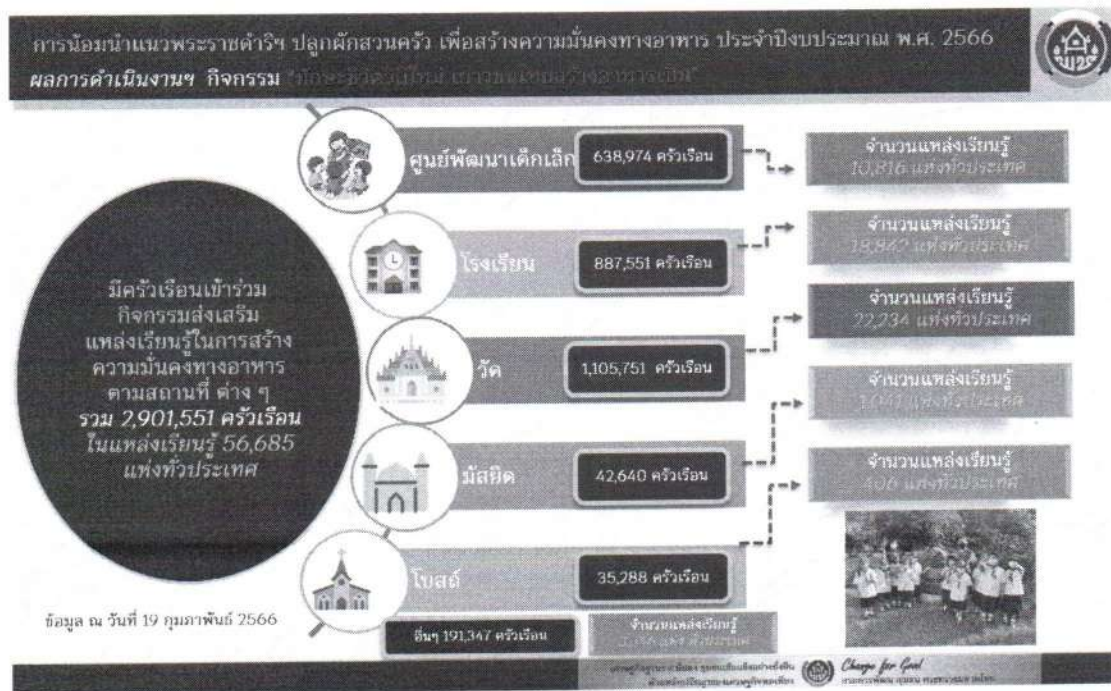 การน้อมนำแนวพระราชดำริฯ ปลูกผักสวนครัว เพื่อสร้างความมั่นคงทางอาหาร ประจำปีงบประมาณ พ.ศ. 2566
ผลการดำเนินงานฯ กิจกรรม
พช
ศูนย์พัฒนาเด็กเล็ก
638,974 ครัวเรือน
จำนวนแหล่งเรียนรู้
10,816 แห่งทั่วประเทศ
โรงเรียน
887,551 ครัวเรือน
จำนวนแหล่งเรียนรู้
18,842 แห่งทั่วประเทศ
มีครัวเรือนเข้าร่วม
กิจกรรมส่งเสริม
แหล่งเรียนรู้ในการสร้าง
ความมั่นคงทางอาหาร
ตามสถานที่ ต่าง ๆ
รวม 2,901,551 ครัวเรือน
ในแหล่งเรียนรู้ 56,685
แห่งทั่วประเทศ
วัด
1,105,751 ครัวเรือน
จำนวนแหล่งเรียนรู้
22,234 แห่งทั่วประเทศ
มัสยิด
42,640 ครัวเรือน
จำนวนแหล่งเรียนรู้
แห่งทั่วประเทศ
โบสถ์
35,288 ครัวเรือน
จำนวนแหล่งเรียนรู้
406 แห่งทั่วประเทศ
ข้อมูล ณ วันที่ 19 กุมภาพันธ์ 2566
อื่นๆ 191,347 ครัวเรือน
จำนวนแหล่งเรียนรู้
Change for Good